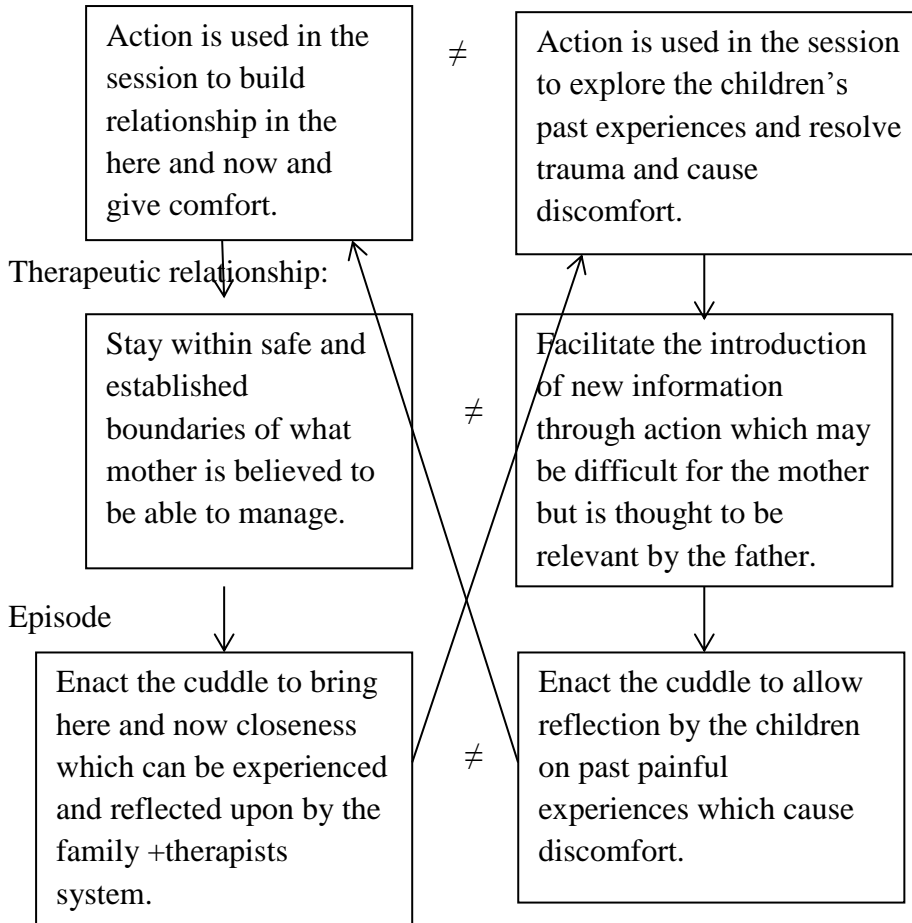 Action is used in the
session to build
relationship in the
here and now and
give comfort.
≠
Action is used in the session
to explore the children’s
past experiences and resolve
trauma and cause
discomfort.
Therapeutic relationship:
Stay within safe and
established
boundaries of what
mother is believed to
be able to manage.
≠
Facilitate the introduction
of new information
through action which may
be difficult for the mother
but is thought to be
relevant by the father.
Episode
Enact the cuddle to bring
here and now closeness
which can be experienced
and reflected upon by the
family +therapists
system.
≠
Enact the cuddle to allow
reflection by the children
on past painful
experiences which cause
discomfort.